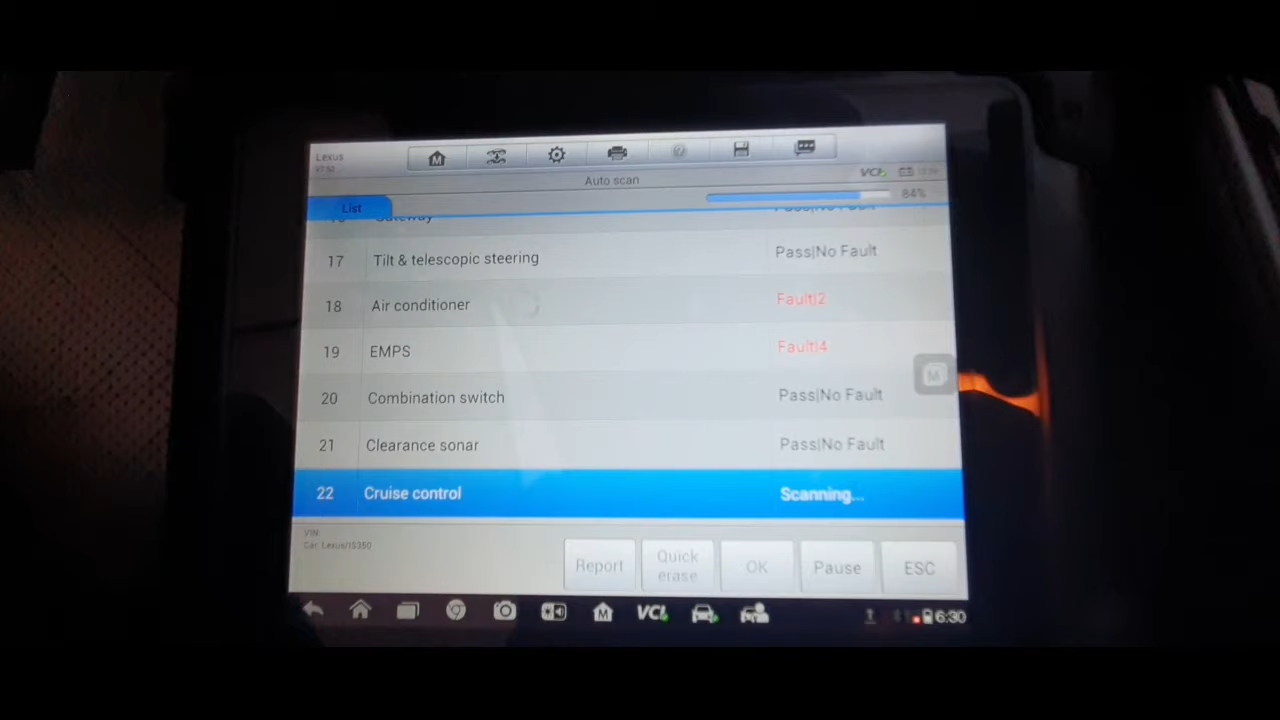 Lexus
Auto scan
VCI
84%
List
17 Tilt & telescopic steering Pass|No Fault
18 Air conditioner Fault|2
19 EMPS Fault|4
20 Combination switch Pass|No Fault
21 Clearance sonar Pass|No Fault
22 Cruise control Scanning...
VIN
Car: Lexus/IS350
Report
Quick
erase
OK
Pause
ESC
M
VCI
M
6:30